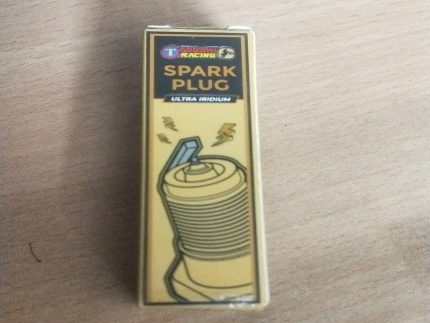 RACING
SPARK
PLUG
ULTRA IRIDIUM